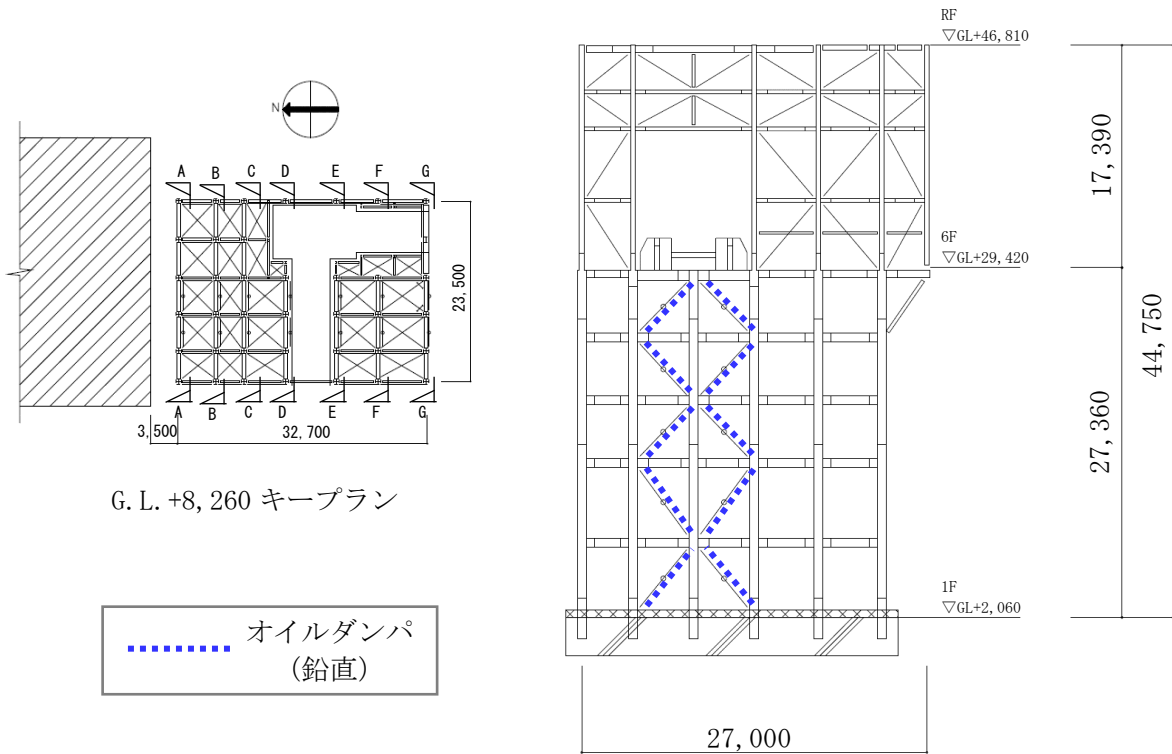 N
A B C D E F G
23,500
A B C D E F G
3,500
32,700
G.L.+8,260 キープラン
オイルダンパ
(鉛直)
RF
▽GL+46,810
6F
▽GL+29,420
1F
▽GL+2,060
17,390
27,360
44,750
27,000